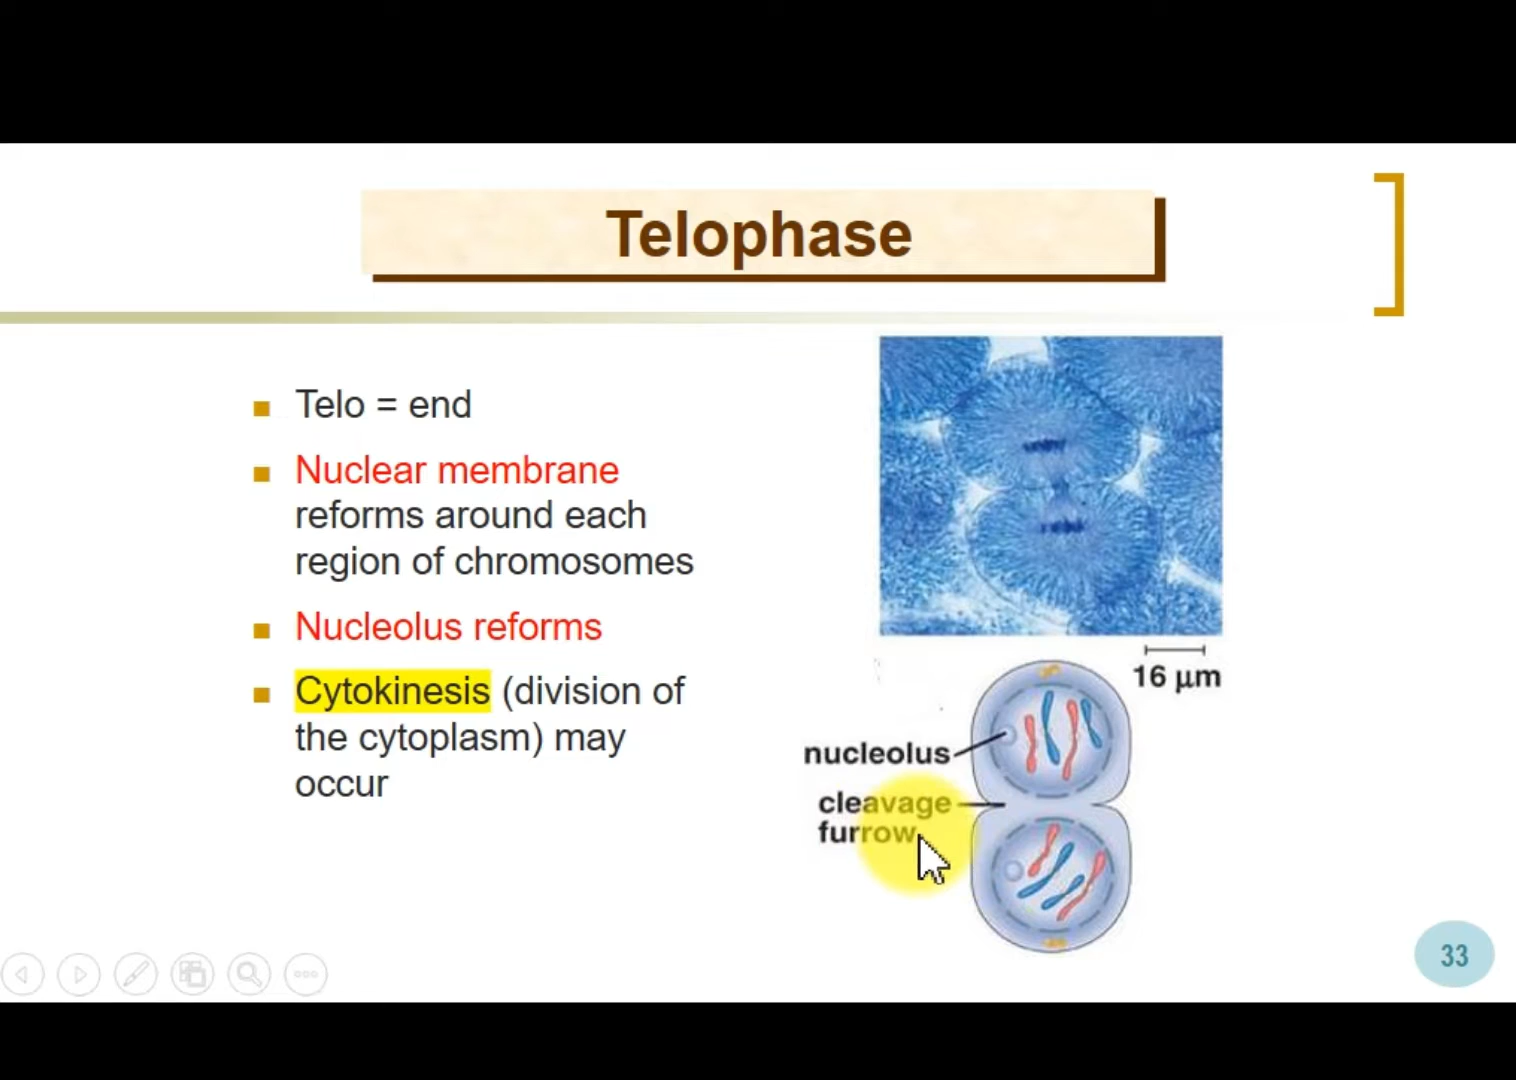 Telophase
Telo = end
Nuclear membrane
reforms around each
region of chromosomes
Nucleolus reforms
Cytokinesis (division of
the cytoplasm) may
occur
16 µm
nucleolus
cleavage
furrow
33